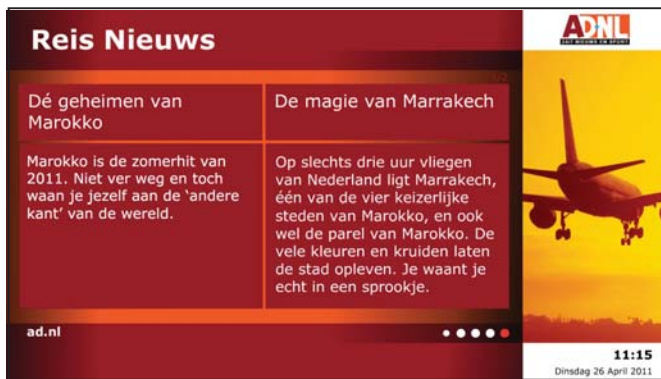 Reis Nieuws
ADNL
1/2
Dé geheimen van
Marokko
Marokko is de zomerhit van
2011. Niet ver weg en toch
waan je jezelf aan de ‘andere
kant’ van de wereld.
De magie van Marrakech
Op slechts drie uur vliegen
van Nederland ligt Marrakech,
één van de vier keizerlijke
steden van Marokko, en ook
wel de parel van Marokko. De
vele kleuren en kruiden laten
de stad opleven. Je waant je
echt in een sprookje.
ad.nl
11:15
Dinsdag 26 April 2011